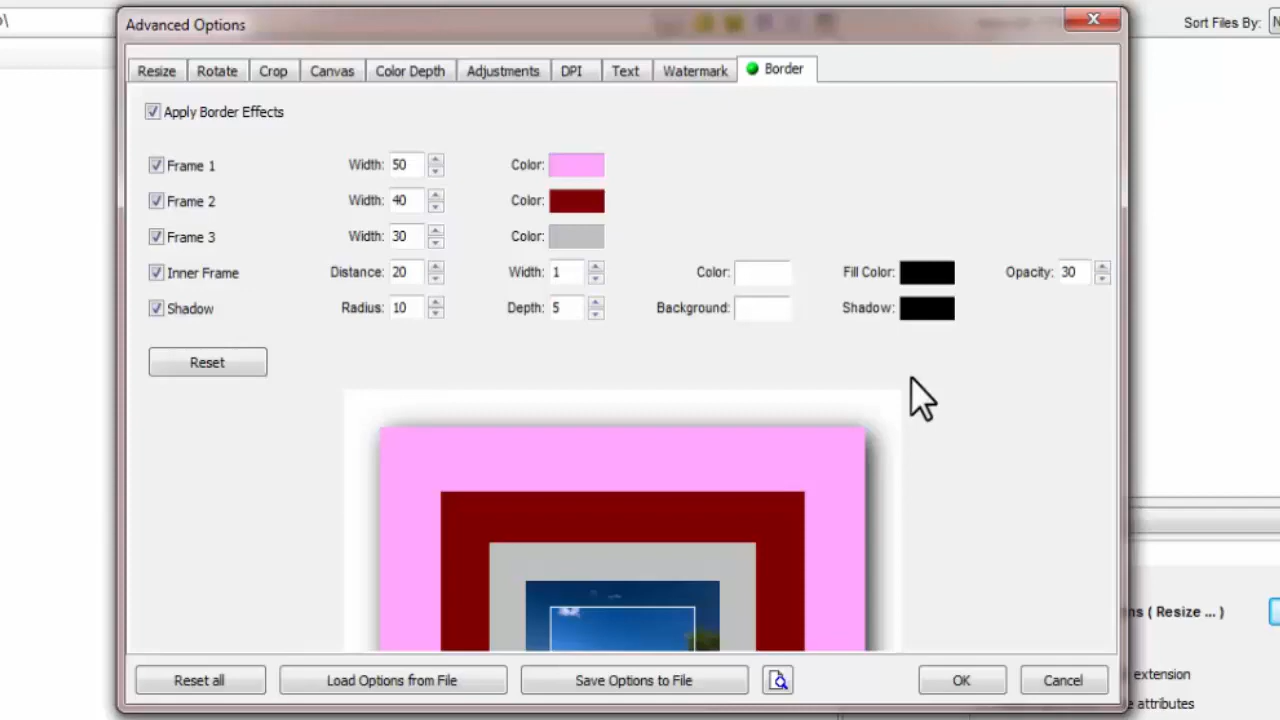 \
Advanced Options
Sort Files By: N
Resize Rotate Crop Canvas Color Depth Adjustments DPI Text Watermark Border
Apply Border Effects
Frame 1 Width: 50 Color:
Frame 2 Width: 40 Color:
Frame 3 Width: 30 Color:
Inner Frame Distance: 20 Width: 1 Color: Fill Color: Opacity: 30
Shadow Radius: 10 Depth: 5 Background: Shadow:
Reset
ns ( Resize ... )
extension
Reset all Load Options from File Save Options to File OK Cancel
e attributes